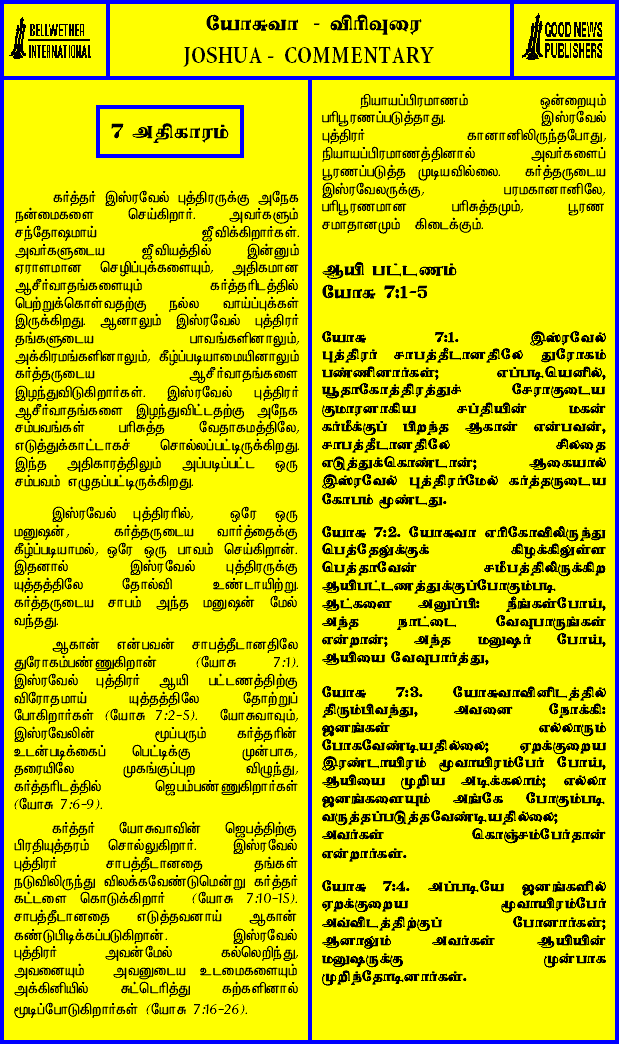 BELLWETHER
INTERNATIONAL
யோசுவா - விரிவுரை
JOSHUA - COMMENTARY
GOOD NEWS
PUBLISHERS
7 அதிகாரம்
கர்த்தர் இஸ்ரவேல் புத்திரருக்கு அநேக
நன்மைகளை செய்கிறார். அவர்களும்
சந்தோஷமாய் ஜீவிக்கிறார்கள்.
அவர்களுடைய ஜீவியத்தில் இன்னும்
ஏராளமான செழிப்புக்களையும், அதிகமான
ஆசீர்வாதங்களையும் கர்த்தரிடத்தில்
பெற்றுக்கொள்வதற்கு நல்ல வாய்ப்புக்கள்
இருக்கிறது. ஆனாலும் இஸ்ரவேல் புத்திரர்
தங்களுடைய பாவங்களினாலும்,
அக்கிரமங்களினாலும், கீழ்ப்படியாமையினாலும்
கர்த்தருடைய ஆசீர்வாதங்களை
இழந்துவிடுகிறார்கள். இஸ்ரவேல் புத்திரர்
ஆசீர்வாதங்களை இழந்துவிட்டதற்கு அநேக
சம்பவங்கள் பரிசுத்த வேதாகமத்திலே,
எடுத்துக்காட்டாகச் சொல்லப்பட்டிருக்கிறது.
இந்த அதிகாரத்திலும் அப்படிப்பட்ட ஒரு
சம்பவம் எழுதப்பட்டிருக்கிறது.
இஸ்ரவேல் புத்திரரில், ஒரே ஒரு
மனுஷன், கர்த்தருடைய வார்த்தைக்கு
கீழ்ப்படியாமல், ஒரே ஒரு பாவம் செய்கிறான்.
இதனால் இஸ்ரவேல் புத்திரருக்கு
யுத்தத்திலே தோல்வி உண்டாயிற்று.
கர்த்தருடைய சாபம் அந்த மனுஷன் மேல்
வந்தது.
ஆகான் என்பவன் சாபத்தீடானதிலே
துரோகம்பண்ணுகிறான் (யோசு 7:1).
இஸ்ரவேல் புத்திரர் ஆயி பட்டணத்திற்கு
விரோதமாய் யுத்தத்திலே தோற்றுப்
போகிறார்கள் (யோசு 7:2-5). யோசுவாவும்,
இஸ்ரவேலின் மூப்பரும் கர்த்தரின்
உடன்படிக்கைப் பெட்டிக்கு முன்பாக,
தரையிலே முகங்குப்புற விழுந்து,
கர்த்தரிடத்தில் ஜெபம்பண்ணுகிறார்கள்
(யோசு 7:6-9).
கர்த்தர் யோசுவாவின் ஜெபத்திற்கு
பிரதியுத்தரம் சொல்லுகிறார். இஸ்ரவேல்
புத்திரர் சாபத்தீடானதை தங்கள்
நடுவிலிருந்து விலக்கவேண்டுமென்று கர்த்தர்
கட்டளை கொடுக்கிறார் (யோசு 7:10-15).
சாபத்தீடானதை எடுத்தவனாய் ஆகான்
கண்டுபிடிக்கப்படுகிறான். இஸ்ரவேல்
புத்திரர் அவன்மேல் கல்லெறிந்து,
அவனையும் அவனுடைய உடமைகளையும்
அக்கினியில் சுட்டெரித்து கற்களினால்
மூடிப்போடுகிறார்கள் (யோசு 7:16-26).
நியாயப்பிரமாணம் ஒன்றையும்
பரிபூரணப்படுத்தாது. இஸ்ரவேல்
புத்திரர் கானானிலிருந்தபோது,
நியாயப்பிரமாணத்தினால் அவர்களைப்
பூரணப்படுத்த முடியவில்லை. கர்த்தருடைய
இஸ்ரவேலருக்கு, பரமகானானிலே,
பரிபூரணமான பரிசுத்தமும், பூரண
சமாதானமும் கிடைக்கும்.
ஆயி பட்டணம்
யோசு 7:1-5
யோசு 7:1. இஸ்ரவேல்
புத்திரர் சாபத்தீடானதிலே துரோகம்
பண்ணினார்கள்; எப்படியெனில்,
யூதாகோத்திரத்துச் சேராகுடைய
குமாரனாகிய சப்தியின் மகன்
கர்மீக்குப் பிறந்த ஆகான் என்பவன்,
சாபத்தீடானதிலே சிலதை
எடுத்துக்கொண்டான்; ஆகையால்
இஸ்ரவேல் புத்திரர்மேல் கர்த்தருடைய
கோபம் மூண்டது.
யோசு 7:2. யோசுவா எரிகோவிலிருந்து
பெத்தேலுக்குக் கிழக்கிலுள்ள
பெத்தாவேன் சமீபத்திலிருக்கிற
ஆயிபட்டணத்துக்குப்போகும்படி
ஆட்களை அனுப்பி: நீங்கள்போய்,
அந்த நாட்டை வேவுபாருங்கள்
என்றான்; அந்த மனுஷர் போய்,
ஆயியை வேவுபார்த்து,
யோசு 7:3. யோசுவாவினிடத்தில்
திரும்பிவந்து, அவனை நோக்கி:
ஜனங்கள் எல்லாரும்
போகவேண்டியதில்லை; ஏறக்குறைய
இரண்டாயிரம் மூவாயிரம்பேர் போய்,
ஆயியை முறிய அடிக்கலாம்; எல்லா
ஜனங்களையும் அங்கே போகும்படி
வருத்தப்படுத்தவேண்டியதில்லை;
அவர்கள் கொஞ்சம்பேர்தான்
என்றார்கள்.
யோசு 7:4. அப்படியே ஜனங்களில்
ஏறக்குறைய மூவாயிரம்பேர்
அவ்விடத்திற்குப் போனார்கள்;
ஆனாலும் அவர்கள் ஆயியின்
மனுஷருக்கு முன்பாக
முறிந்தோடினார்கள்.